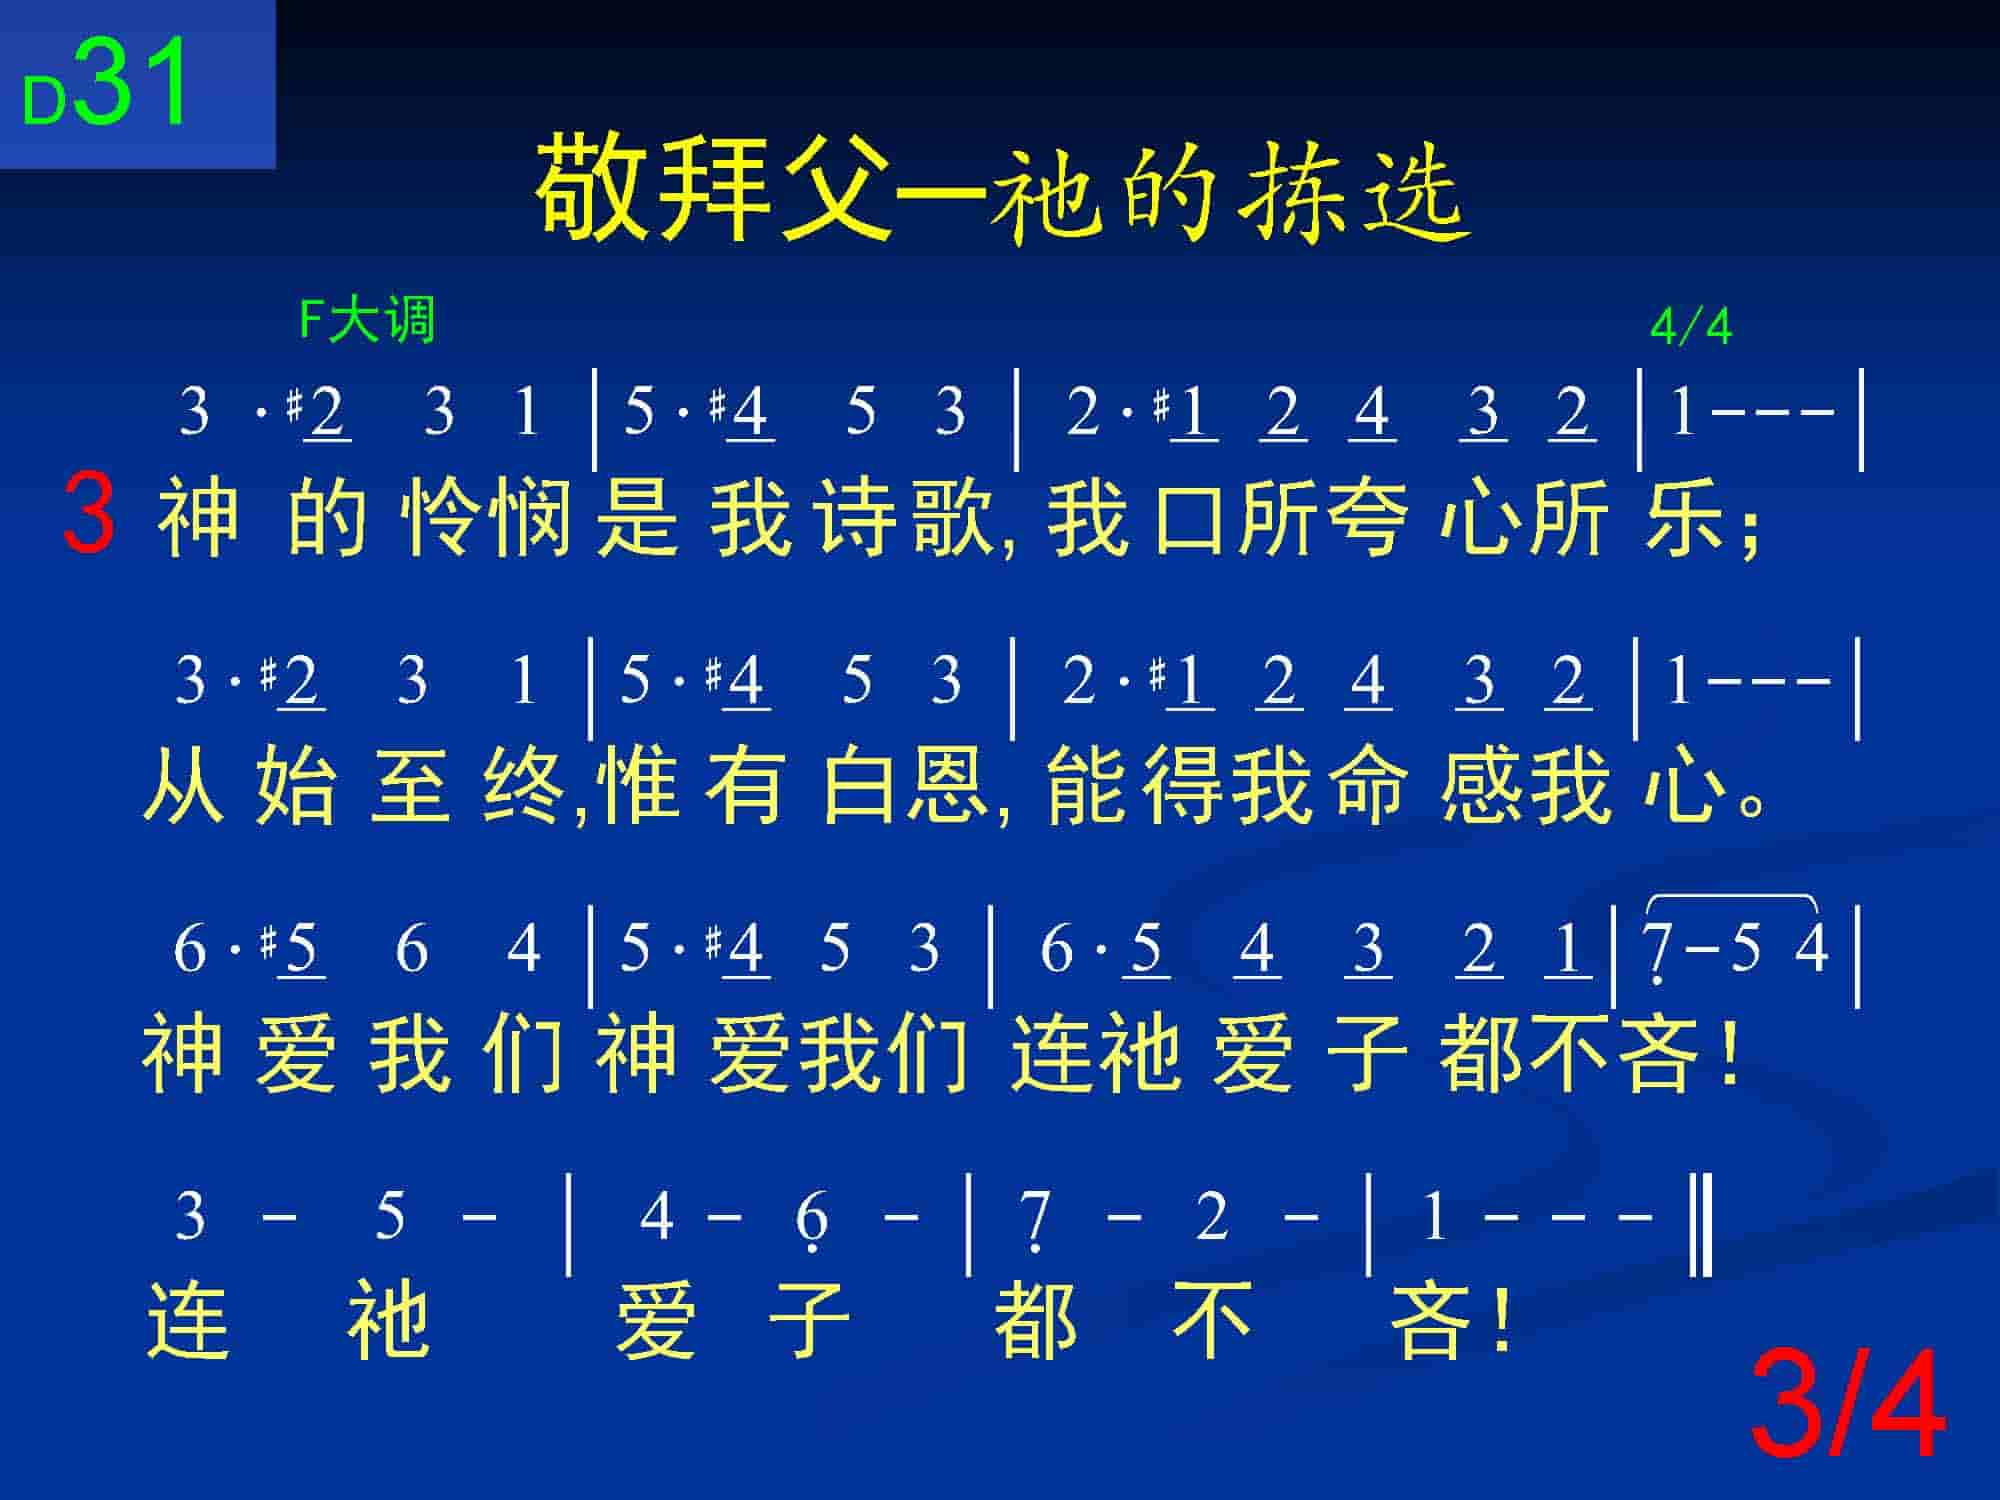 D31
敬拜父—祂的拣选
F大调 4/4
3 · #2 3 1 | 5 · #4 5 3 | 2 · #1 2 4 3 2 | 1 - - - |
3 神的怜悯是我诗歌, 我口所夸心所乐;
3 · #2 3 1 | 5 · #4 5 3 | 2 · #1 2 4 3 2 | 1 - - - |
从始至终,惟有白恩, 能得我命感我心。
6 · #5 6 4 | 5 · #4 5 3 | 6 · 5 4 3 2 1 | 7̣ - 5 4 |
神爱我们神爱我们连祂爱子都不吝!
3 - 5 - | 4 - 6̣ - | 7̣ - 2 - | 1 - - - ‖
连祂爱子都不吝!
3/4